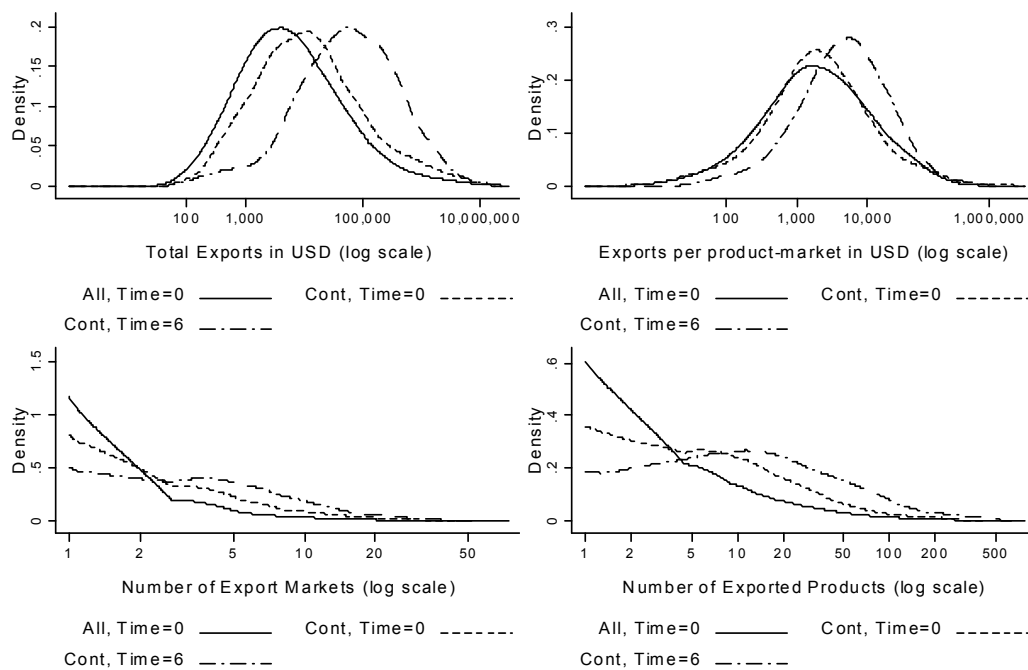 Density
0 .05 .1 .15 .2
100 1,000 100,000 10,000,000
Total Exports in USD (log scale)
All, Time=0 Cont, Time=0
Cont, Time=6
Density
0 .1 .2 .3
100 1,000 10,000 1,000,000
Exports per product-market in USD (log scale)
All, Time=0 Cont, Time=0
Cont, Time=6
Density
0 .5 1 1.5
1 2 5 10 20 50
Number of Export Markets (log scale)
All, Time=0 Cont, Time=0
Cont, Time=6
Density
0 .2 .4 .6
1 2 5 10 20 50 100 200 500
Number of Exported Products (log scale)
All, Time=0 Cont, Time=0
Cont, Time=6